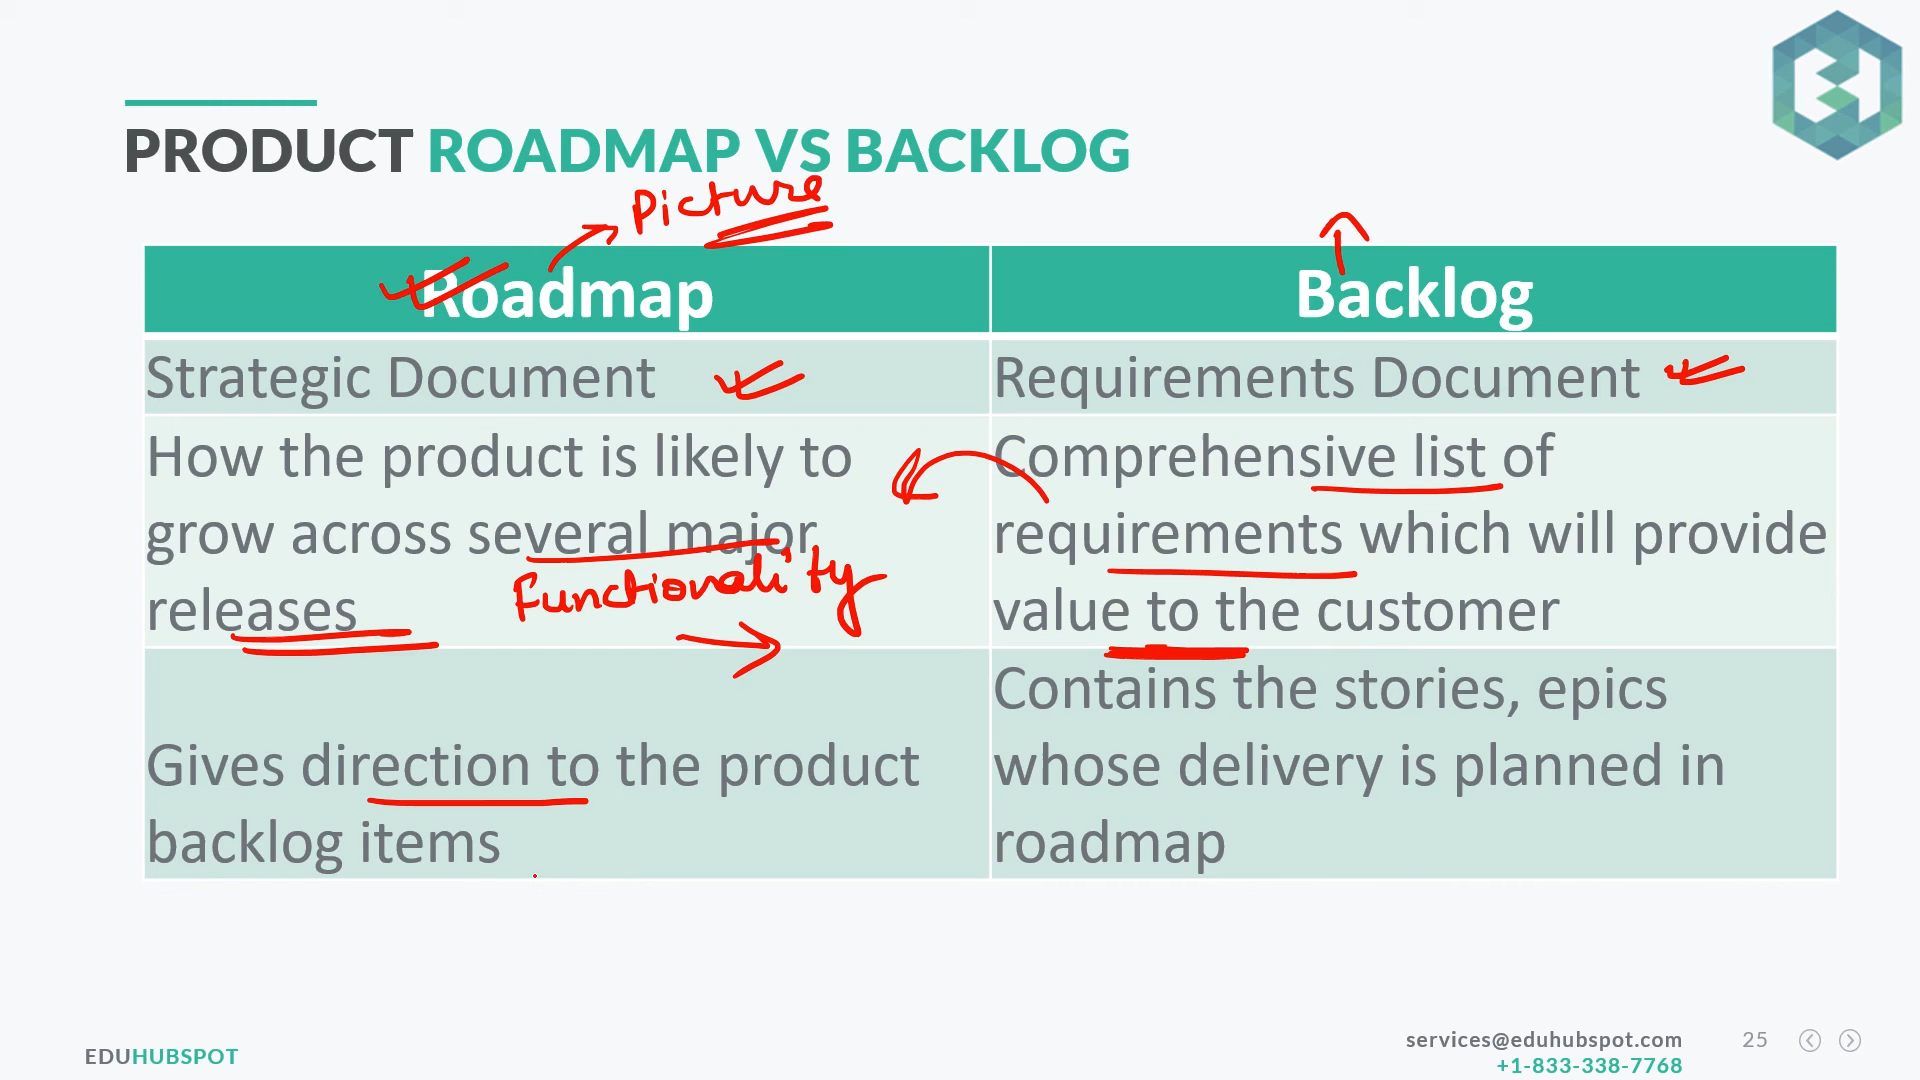 PRODUCT ROADMAP VS BACKLOG
Picture
Roadmap
Backlog
Strategic Document
Requirements Document
How the product is likely to
grow across several major
releases
Functionality
Comprehensive list of
requirements which will provide
value to the customer
Gives direction to the product
backlog items
Contains the stories, epics
whose delivery is planned in
roadmap
EDUHUBSPOT
services@eduhubspot.com
+1-833-338-7768
25